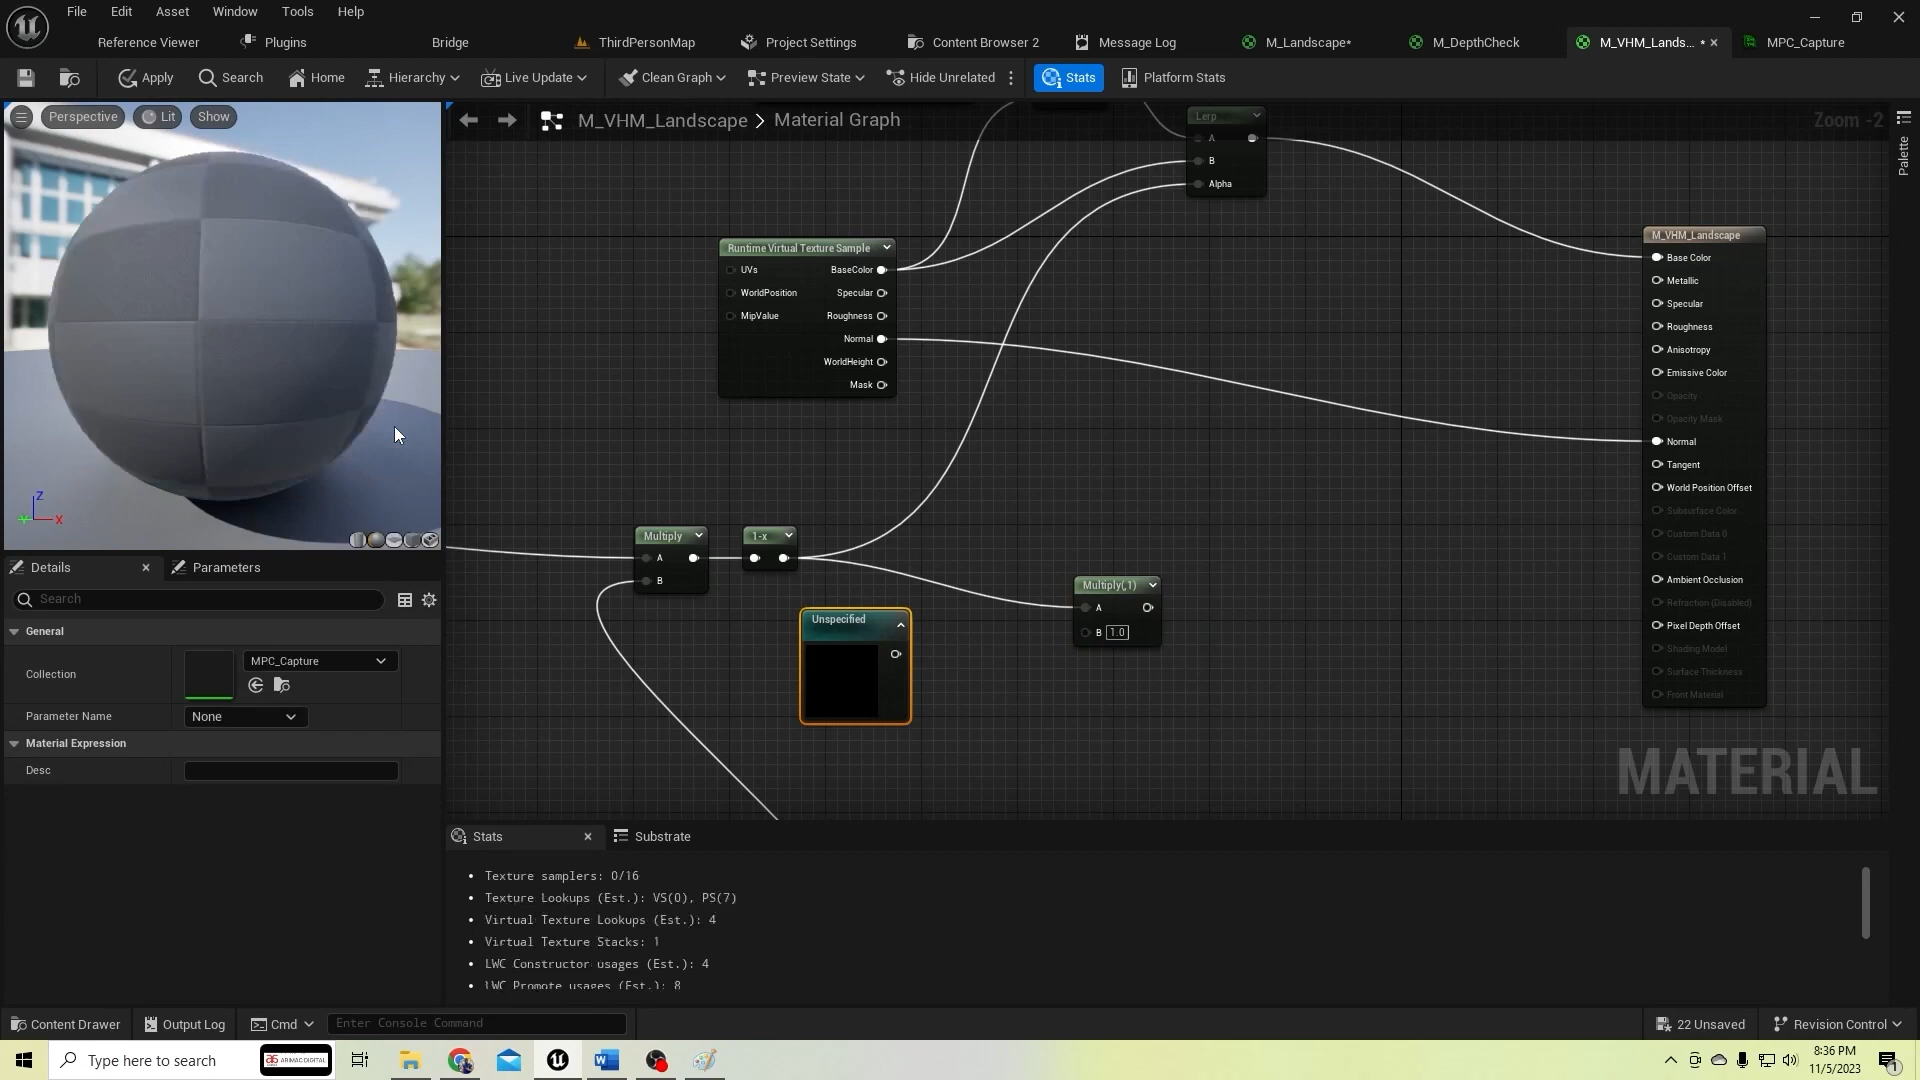 File Edit Asset Window Tools Help
Reference Viewer Plugins Bridge ThirdPersonMap Project Settings Content Browser 2 Message Log M_Landscape* M_DepthCheck M_VHM_Lands... * MPC_Capture
Apply Search Home Hierarchy Live Update Clean Graph Preview State Hide Unrelated Stats Platform Stats
Perspective Lit Show
M_VHM_Landscape > Material Graph
Zoom -2
Palette
Lerp
A
B
Alpha
Runtime Virtual Texture Sample
UVs BaseColor
WorldPosition Specular
MipValue Roughness
Normal
WorldHeight
Mask
M_VHM_Landscape
Base Color
Metallic
Specular
Roughness
Anisotropy
Emissive Color
Opacity
Opacity Mask
Normal
Tangent
World Position Offset
Subsurface Color
Custom Data 0
Custom Data 1
Ambient Occlusion
Refraction (Disabled)
Pixel Depth Offset
Shading Model
Surface Thickness
Front Material
Multiply
A
B
1-x
Multiply(,1)
A
B 1.0
Unspecified
MATERIAL
Z
Y
X
Details Parameters
Search
General
Collection MPC_Capture
Parameter Name None
Material Expression
Desc
Stats Substrate
• Texture samplers: 0/16
• Texture Lookups (Est.): VS(0), PS(7)
• Virtual Texture Lookups (Est.): 4
• Virtual Texture Stacks: 1
• LWC Constructor usages (Est.): 4
• LWC Promote usages (Est.): 8
Content Drawer Output Log Cmd Enter Console Command 22 Unsaved Revision Control
Type here to search ARIMAC DIGITAL
8:36 PM
11/5/2023
1